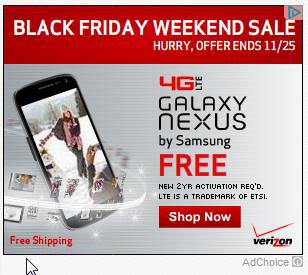 BLACK FRIDAY WEEKEND SALE
HURRY, OFFER ENDS 11/25
4G LTE
GALAXY
NEXUS
by Samsung
FREE
NEW 2YR ACTIVATION REQ'D.
LTE IS A TRADEMARK OF ETSI.
Shop Now
Free Shipping
verizon
AdChoice